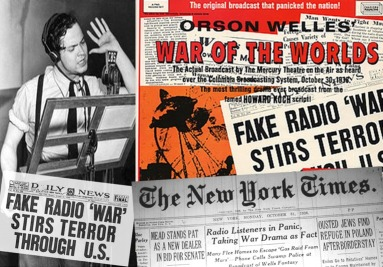 The original broadcast that panicked the nation!
ORSON WELLES'
WAR OF THE WORLDS
The Actual Broadcast by The Mercury Theatre on the Air as heard
over the Columbia Broadcasting System, October 30, 1938.
The most thrilling drama ever broadcast from the
famed HOWARD KOCH script!
FAKE RADIO 'WAR'
STIRS TERROR
DAILY NEWS
FINAL
FAKE RADIO 'WAR'
STIRS TERROR
THROUGH U.S.
The New York Times.
MEAD STANDS PAT
AS A NEW DEALER
IN BID FOR SENATE
Radio Listeners in Panic,
Taking War Drama as Fact
Many Flee Homes to Escape 'Gas Raid From
Mars'—Phone Calls Swamp Police at
Broadcast of Wells Fantasy
OUSTED JEWS FIND
REFUGE IN POLAND
AFTER BORDER STAY